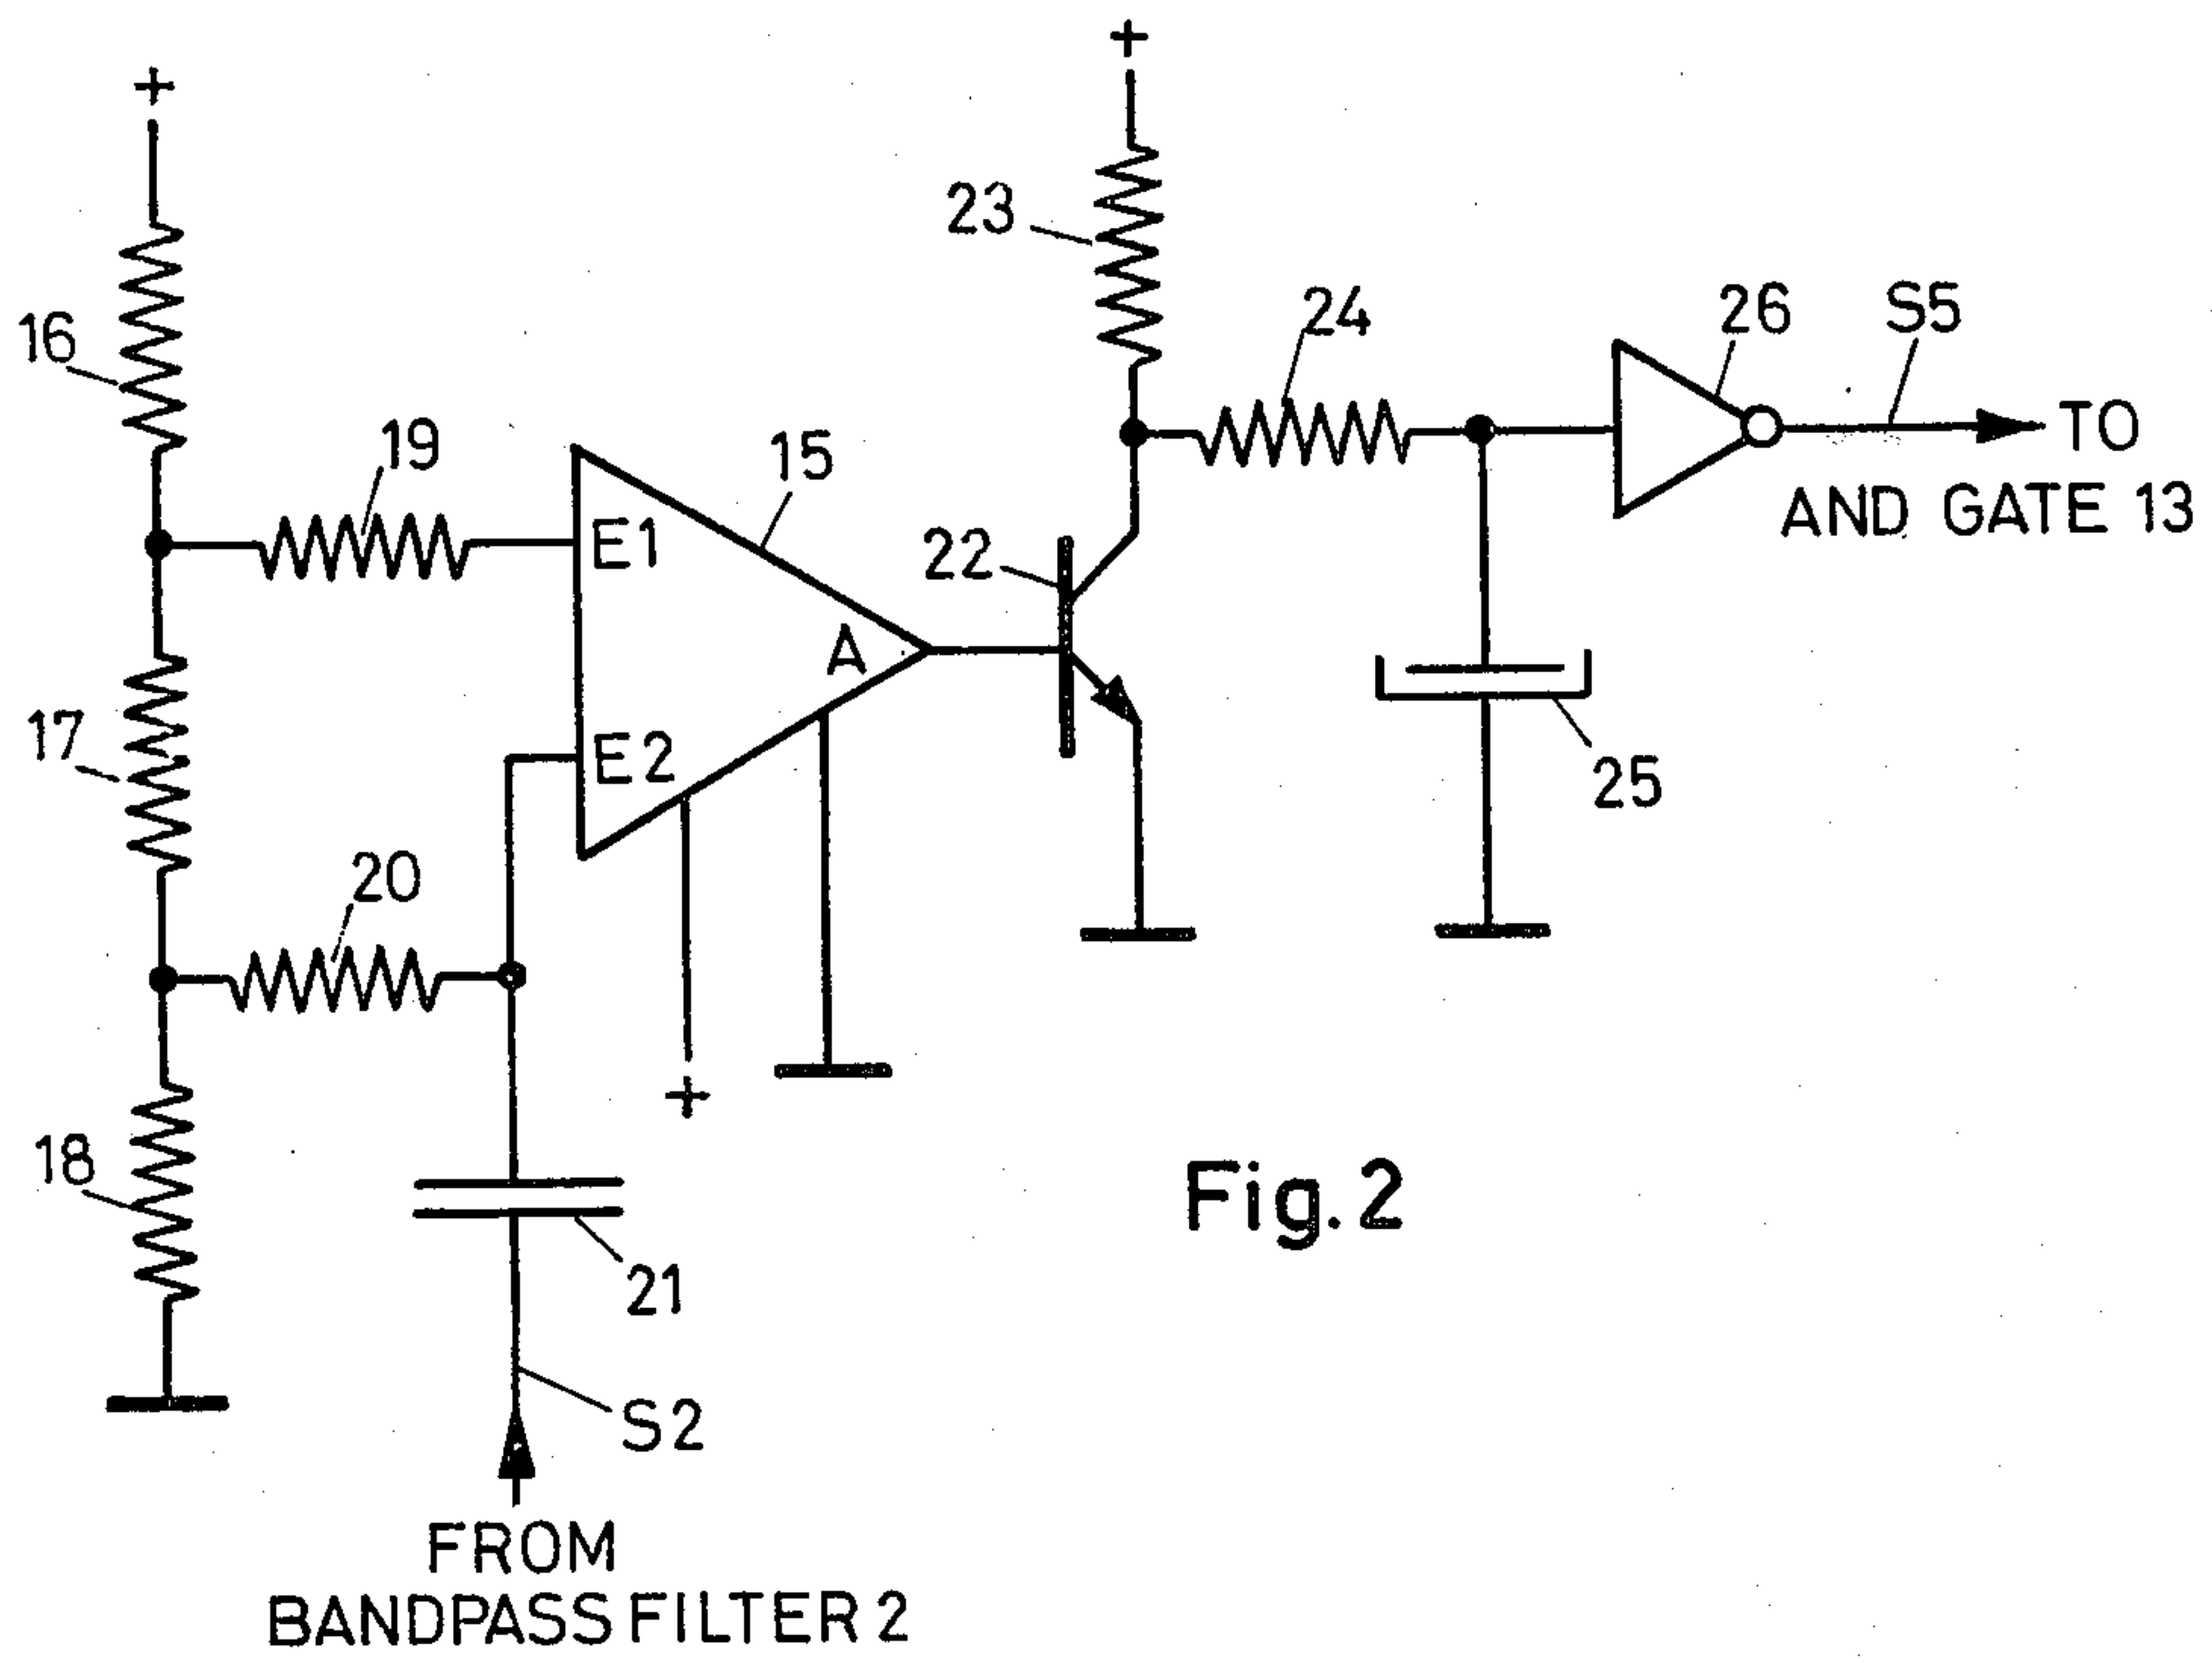 +
+
16
17
18
19
20
E1
E2
A
15
+
21
S2
FROM
BANDPASS FILTER 2
22
23
24
25
26
S5
TO
AND GATE 13
Fig. 2